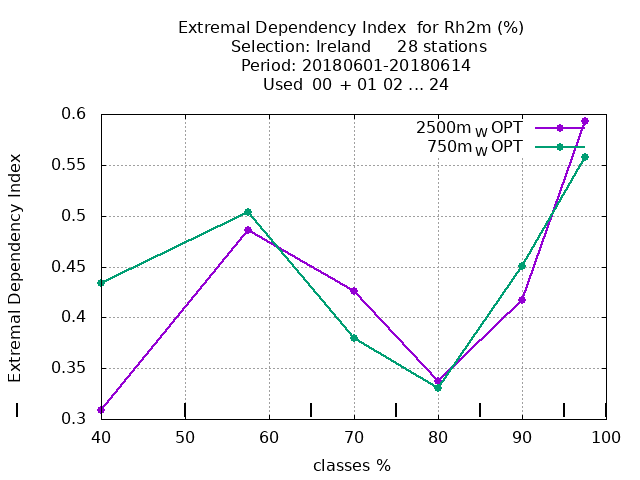 Extremal Dependency Index for Rh2m (%)
Selection: Ireland 28 stations
Period: 20180601-20180614
Used 00 + 01 02 ... 24
2500m W OPT
750m W OPT
Extremal Dependency Index
0.6
0.55
0.5
0.45
0.4
0.35
0.3
40 50 60 70 80 90 100
classes %